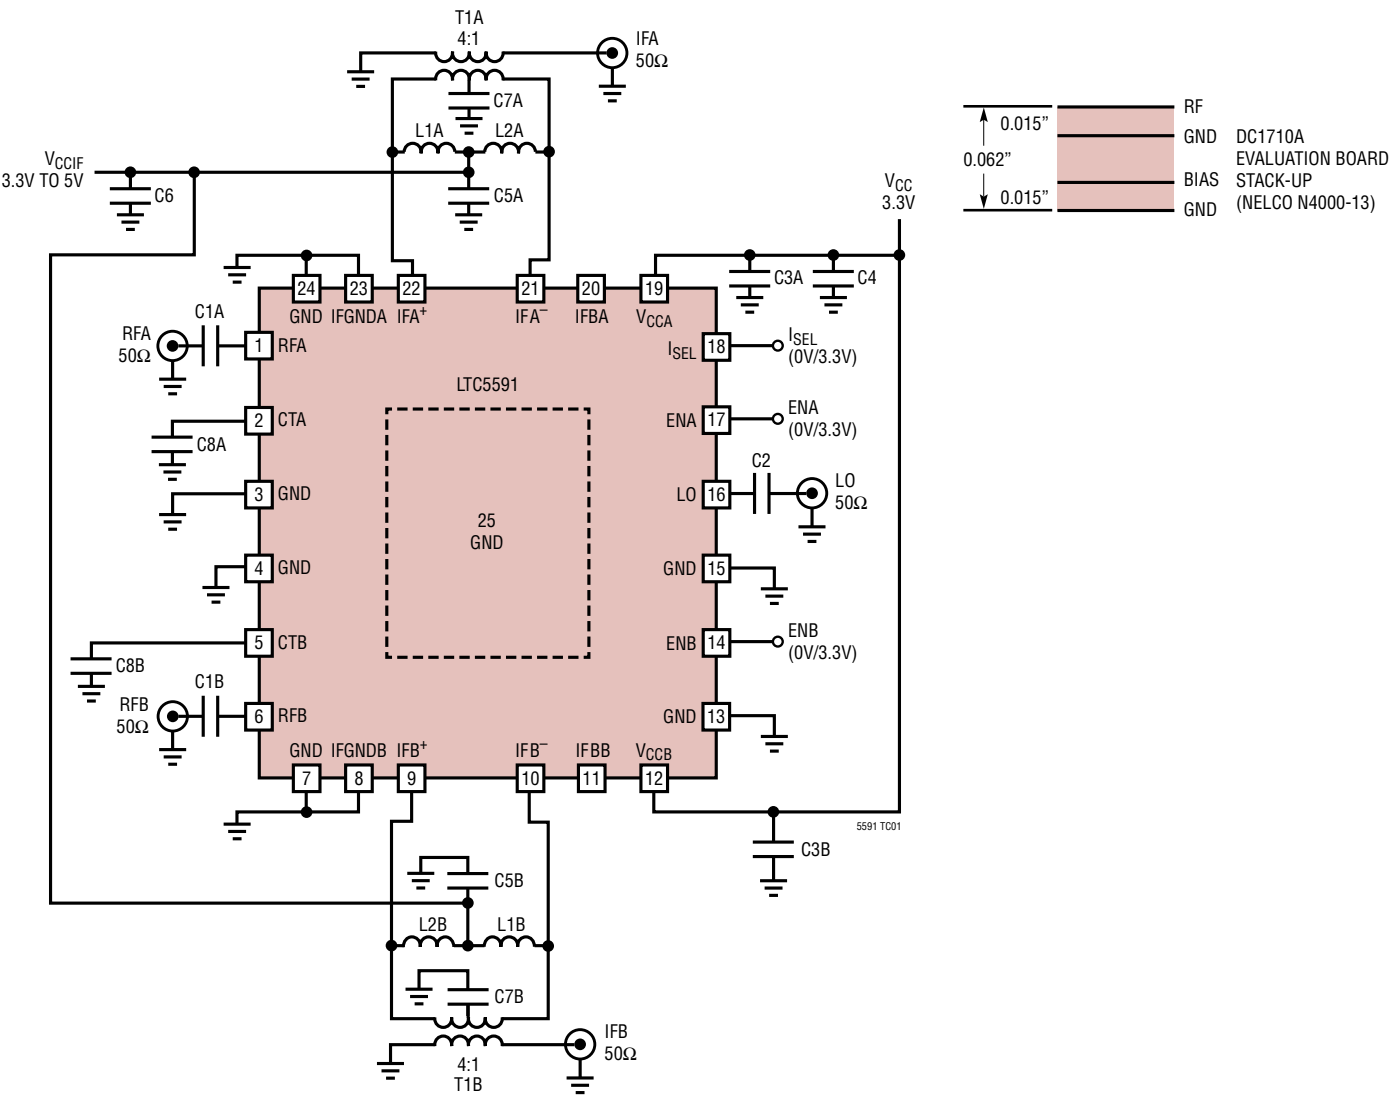 T1A
4:1
IFA
50Ω
C7A
L1A
L2A
VCCIF
3.3V TO 5V
C6
C5A
RF
0.015”
GND
DC1710A
EVALUATION BOARD
STACK-UP
(NELCO N4000-13)
0.062”
BIAS
0.015”
GND
VCC
3.3V
C3A
C4
24
23
22
21
20
19
GND
IFGNDA
IFA+
IFA–
IFBA
VCCA
C1A
RFA
50Ω
1
RFA
ISEL
18
ISEL
(0V/3.3V)
LTC5591
2
CTA
C8A
ENA
17
ENA
(0V/3.3V)
C2
3
GND
LO
16
LO
50Ω
25
GND
4
GND
GND
15
5
CTB
C8B
ENB
14
ENB
(0V/3.3V)
C1B
RFB
50Ω
6
RFB
GND
13
GND
IFGNDB
IFB+
IFB–
IFBB
VCCB
7
8
9
10
11
12
5591 TC01
C3B
C5B
L2B
L1B
C7B
IFB
50Ω
4:1
T1B